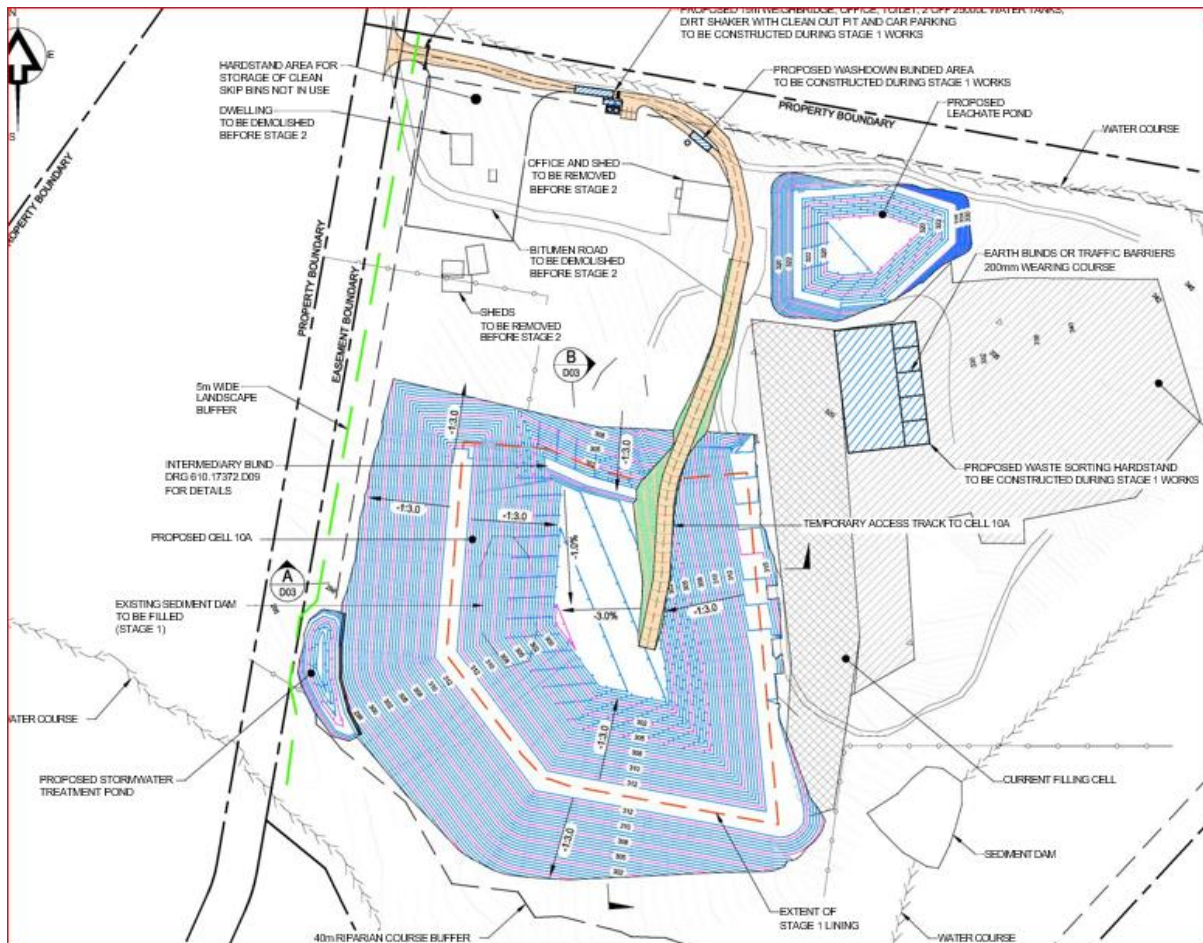 N
E
S
PROPOSED 15m WEIGHBRIDGE, OFFICE, TOILET, 2 OFF 25000L WATER TANKS,
DIRT SHAKER WITH CLEAN OUT PIT AND CAR PARKING
TO BE CONSTRUCTED DURING STAGE 1 WORKS
HARDSTAND AREA FOR
STORAGE OF CLEAN
SKIP BINS NOT IN USE
PROPOSED WASHDOWN BUNDED AREA
TO BE CONSTRUCTED DURING STAGE 1 WORKS
PROPERTY BOUNDARY
PROPOSED
LEACHATE POND
WATER COURSE
DWELLING
TO BE DEMOLISHED
BEFORE STAGE 2
OFFICE AND SHED
TO BE REMOVED
BEFORE STAGE 2
PROPERTY BOUNDARY
PROPERTY BOUNDARY
EASEMENT BOUNDARY
BITUMEN ROAD
TO BE DEMOLISHED
BEFORE STAGE 2
EARTH BUNDS OR TRAFFIC BARRIERS
200mm WEARING COURSE
SHEDS
TO BE REMOVED
BEFORE STAGE 2
B
D03
5m WIDE
LANDSCAPE
BUFFER
-1:3.0
-1:3.0
INTERMEDIARY BUND
DRG 610.17372.D09
FOR DETAILS
PROPOSED WASTE SORTING HARDSTAND
TO BE CONSTRUCTED DURING STAGE 1 WORKS
-1:3.0
-1:3.0
TEMPORARY ACCESS TRACK TO CELL 10A
PROPOSED CELL 10A
-1.0%
A
D03
EXISTING SEDIMENT DAM
TO BE FILLED
(STAGE 1)
-3.0%
-1:3.0
WATER COURSE
PROPOSED STORMWATER
TREATMENT POND
-1:3.0
CURRENT FILLING CELL
-1:3.0
SEDIMENT DAM
EXTENT OF
STAGE 1 LINING
40m RIPARIAN COURSE BUFFER
WATER COURSE